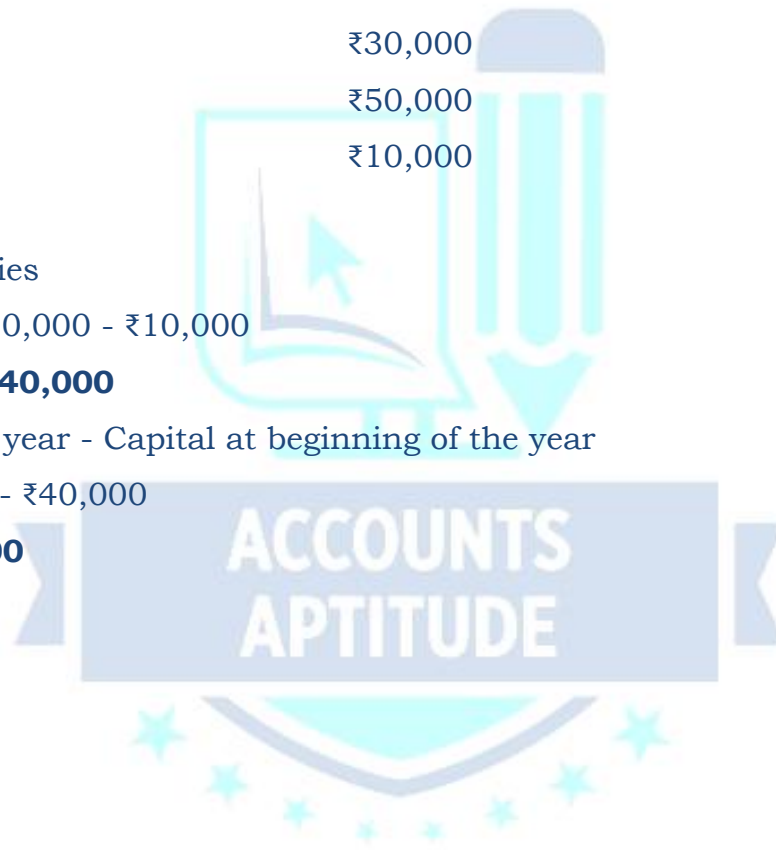 ₹30,000
₹50,000
₹10,000
ies
0,000 - ₹10,000
40,000
year - Capital at beginning of the year
- ₹40,000
00
ACCOUNTS
APTITUDE